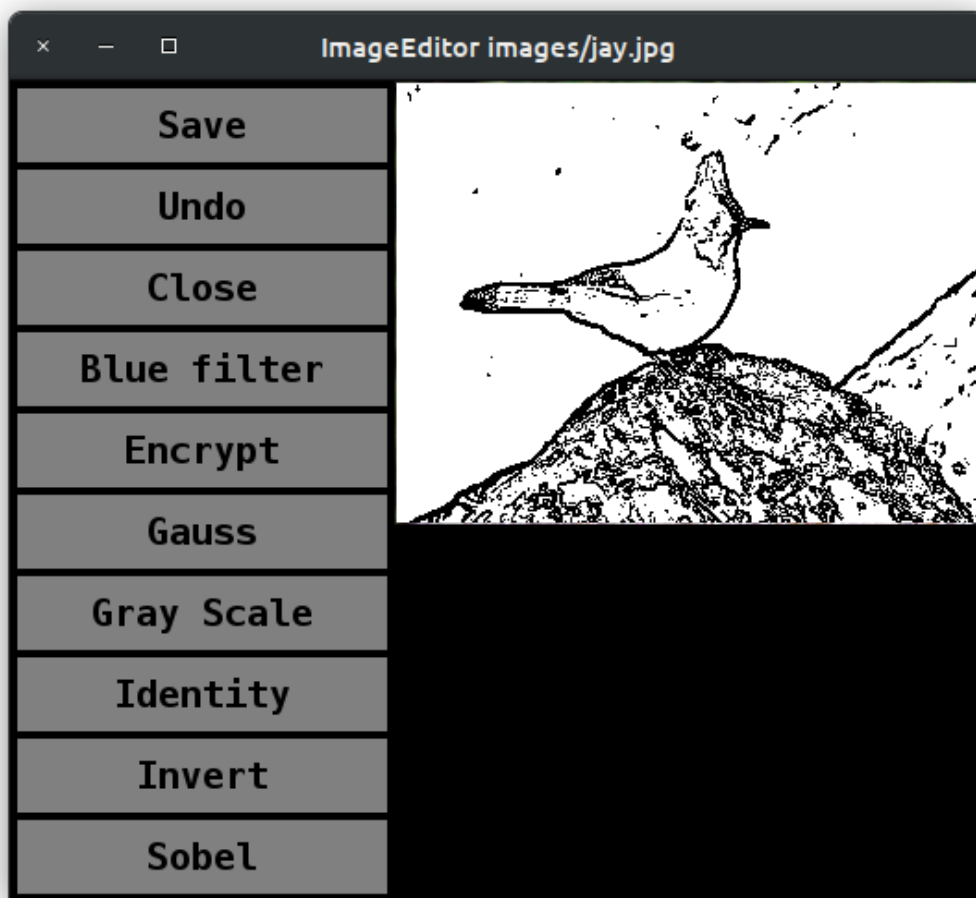 ImageEditor images/jay.jpg
Save
Undo
Close
Blue filter
Encrypt
Gauss
Gray Scale
Identity
Invert
Sobel